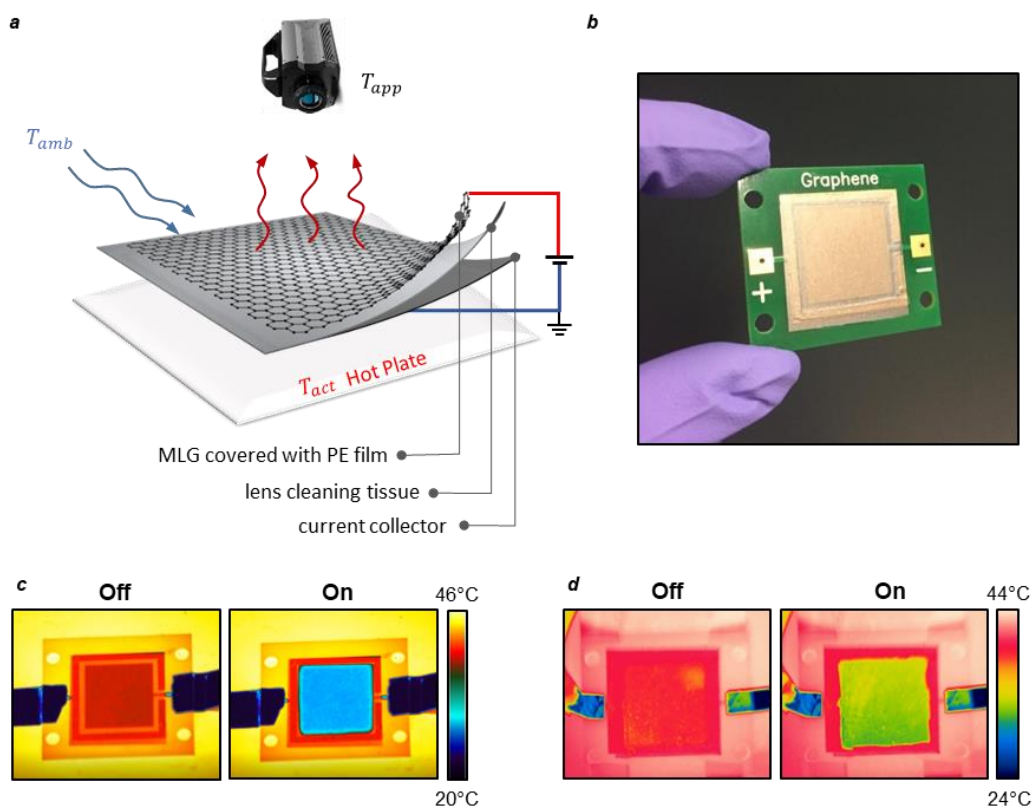 a
b
T_app
T_amb
Graphene
+
−
T_act Hot Plate
MLG covered with PE film
lens cleaning tissue
current collector
c
Off
On
46°C
20°C
d
Off
On
44°C
24°C